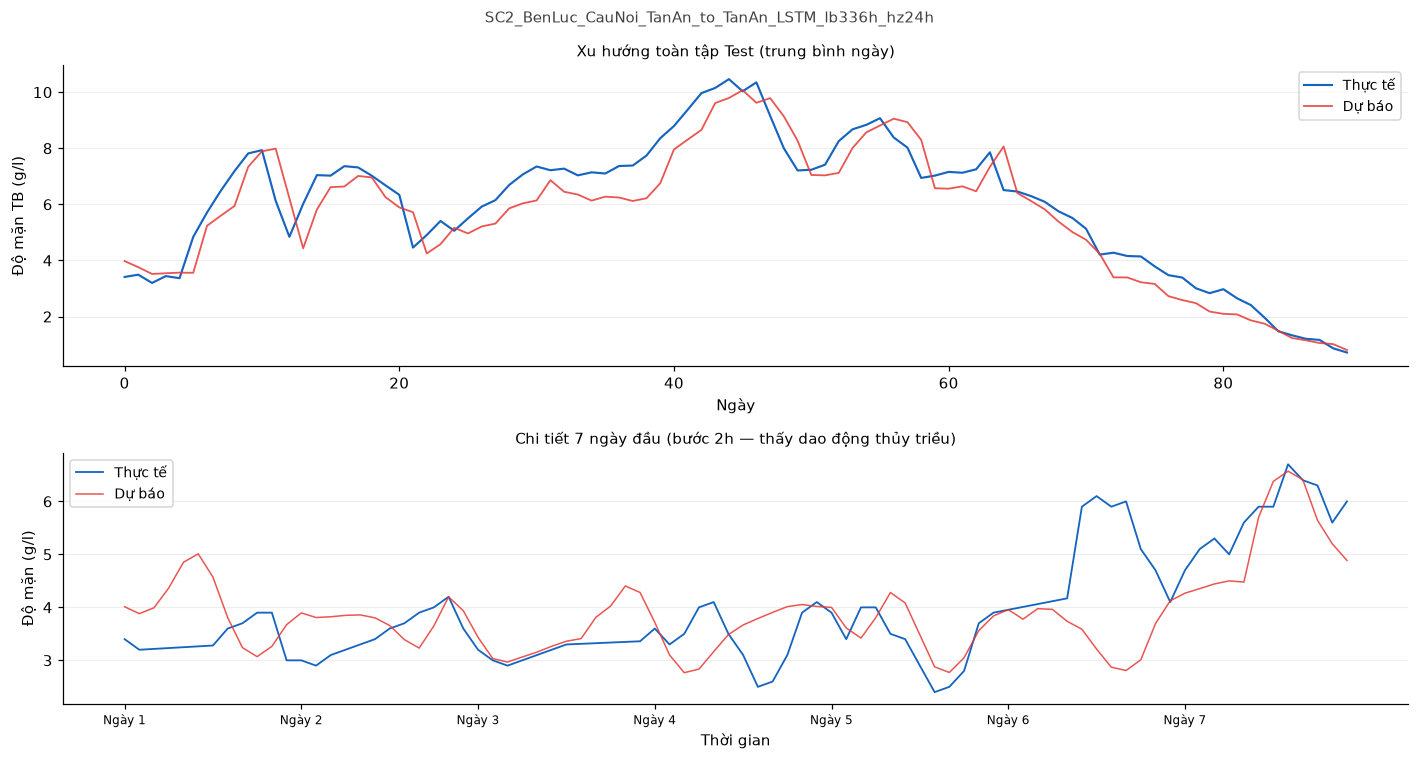 SC2_BenLuc_CauNoi_TanAn_to_TanAn_LSTM_lb336h_hz24h
Xu hướng toàn tập Test (trung bình ngày)
Độ mặn TB (g/l)
10
8
6
4
2
Thực tế
Dự báo
0 20 40 60 80
Ngày
Chi tiết 7 ngày đầu (bước 2h — thấy dao động thủy triều)
Độ mặn (g/l)
6
5
4
3
Thực tế
Dự báo
Ngày 1 Ngày 2 Ngày 3 Ngày 4 Ngày 5 Ngày 6 Ngày 7
Thời gian